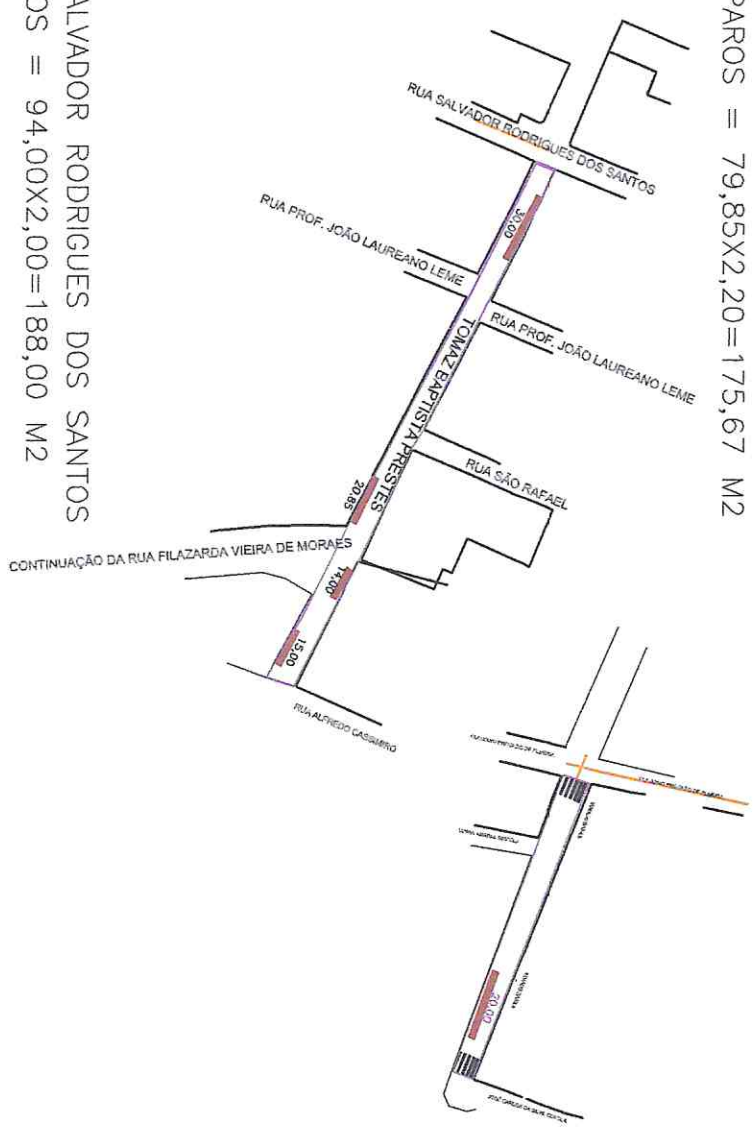 PAROS = 79,85X2,20=175,67 M2
ALVADOR RODRIGUES DOS SANTOS
OS = 94,00X2,00=188,00 M2
RUA SALVADOR RODRIGUES DOS SANTOS
30,00
RUA PROF. JOÃO LAUREANO LEME
RUA PROF. JOÃO LAUREANO LEME
TOMAZ BAPTISTA PRESTES
RUA SÃO RAFAEL
20,85
CONTINUAÇÃO DA RUA FILAZARDA VIEIRA DE MORAES
14,00
15,00
RUA ALFREDO CASSIMIRO
20,00